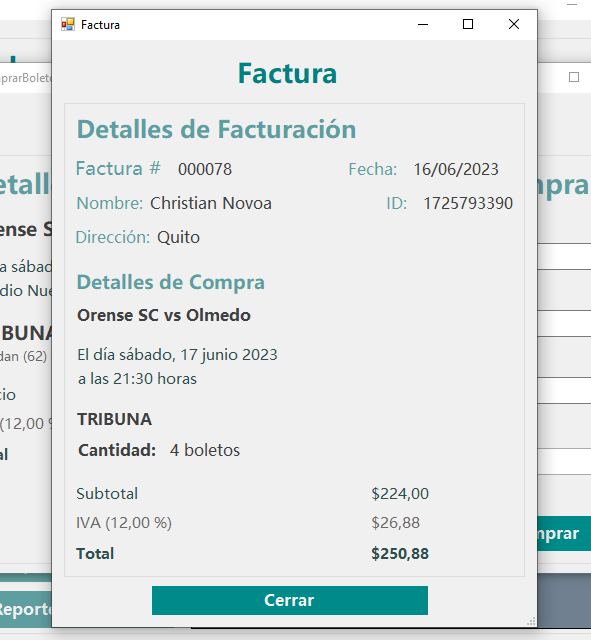 Factura
Factura
Detalles de Facturación
Factura # 000078 Fecha: 16/06/2023
Nombre: Christian Novoa ID: 1725793390
Dirección: Quito
Detalles de Compra
Orense SC vs Olmedo
El día sábado, 17 junio 2023
a las 21:30 horas
TRIBUNA
Cantidad: 4 boletos
Subtotal $224,00
IVA (12,00 %) $26,88
Total $250,88
Cerrar
prarBoleto
etall
ense S
a sábad
dio Nue
BUNA
dan (62)
cio
(12,00 %
al
Reporte
mprar
mprar